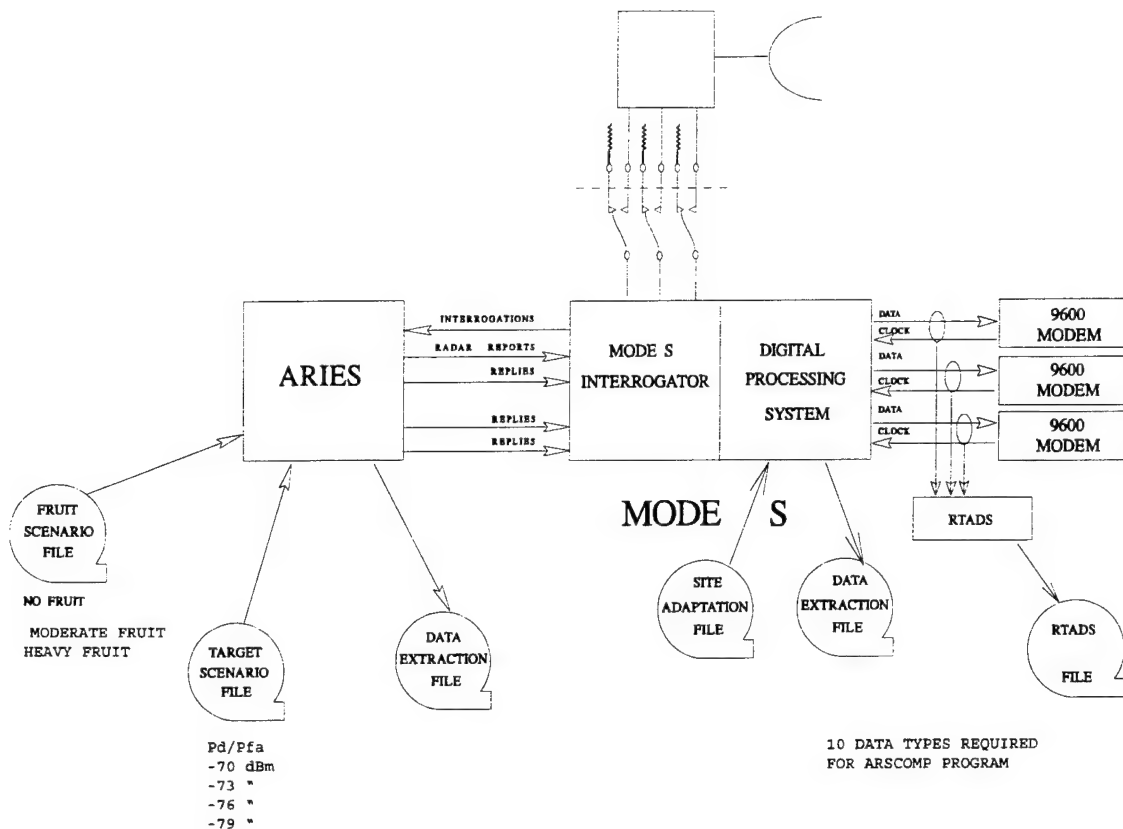 INTERROGATIONS
RADAR REPORTS
REPLIES
REPLIES
REPLIES
ARIES
MODE S
INTERROGATOR
DIGITAL
PROCESSING
SYSTEM
DATA
CLOCK
DATA
CLOCK
DATA
CLOCK
9600
MODEM
9600
MODEM
9600
MODEM
MODE S
RTADS
FRUIT
SCENARIO
FILE
NO FRUIT
MODERATE FRUIT
HEAVY FRUIT
TARGET
SCENARIO
FILE
Pd/Pfa
-70 dBm
-73 "
-76 "
-79 "
DATA
EXTRACTION
FILE
SITE
ADAPTATION
FILE
DATA
EXTRACTION
FILE
RTADS
FILE
10 DATA TYPES REQUIRED
FOR ARSCOMP PROGRAM